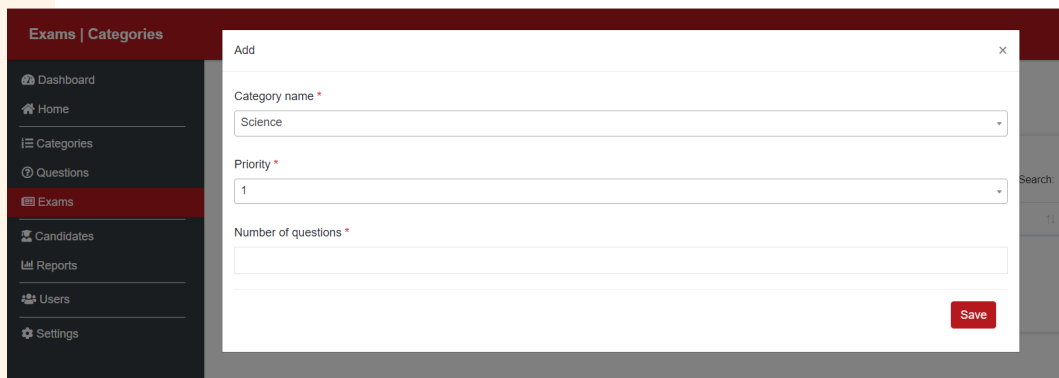 Exams | Categories
Dashboard
Home
Categories
Questions
Exams
Candidates
Reports
Users
Settings
Add ×
Category name *
Science
Priority *
1
Number of questions *
Save
Search: